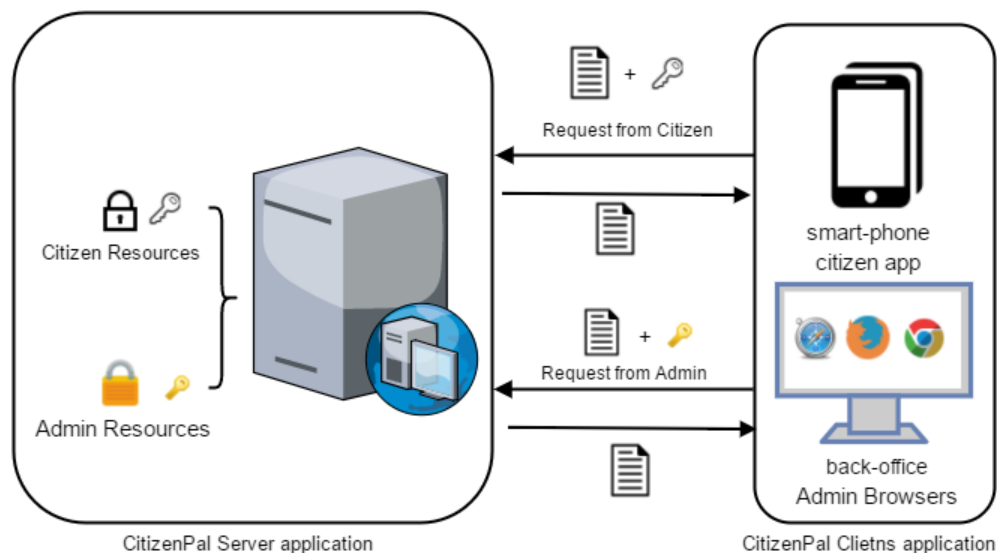 +
Request from Citizen
Citizen Resources
smart-phone
citizen app
+
Request from Admin
Admin Resources
back-office
Admin Browsers
CitizenPal Server application
CitizenPal Clietns application